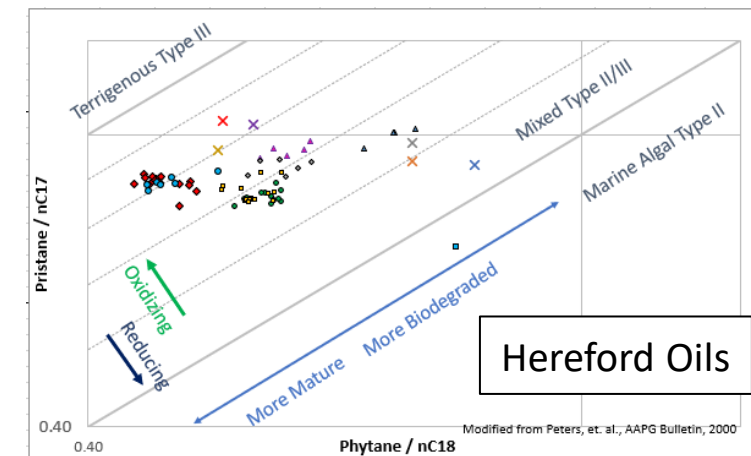 Terrigenous Type III
Mixed Type II/III
Marine Algal Type II
Pristane / nC17
Oxidizing
Reducing
More Biodegraded
More Mature
Hereford Oils
0.40
0.40
Phytane / nC18
Modified from Peters, et. al., AAPG Bulletin, 2000